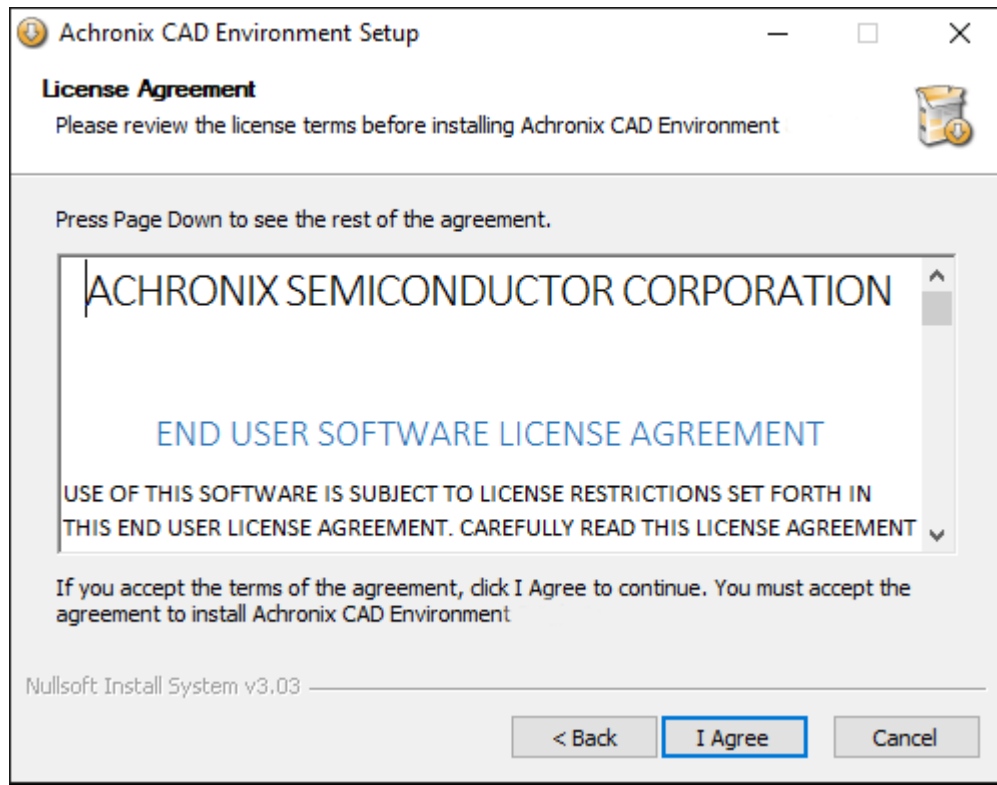 Achronix CAD Environment Setup
License Agreement
Please review the license terms before installing Achronix CAD Environment
Press Page Down to see the rest of the agreement.
ACHRONIX SEMICONDUCTOR CORPORATION
END USER SOFTWARE LICENSE AGREEMENT
USE OF THIS SOFTWARE IS SUBJECT TO LICENSE RESTRICTIONS SET FORTH IN
THIS END USER LICENSE AGREEMENT. CAREFULLY READ THIS LICENSE AGREEMENT
If you accept the terms of the agreement, click I Agree to continue. You must accept the
agreement to install Achronix CAD Environment
Nullsoft Install System v3.03
< Back I Agree Cancel